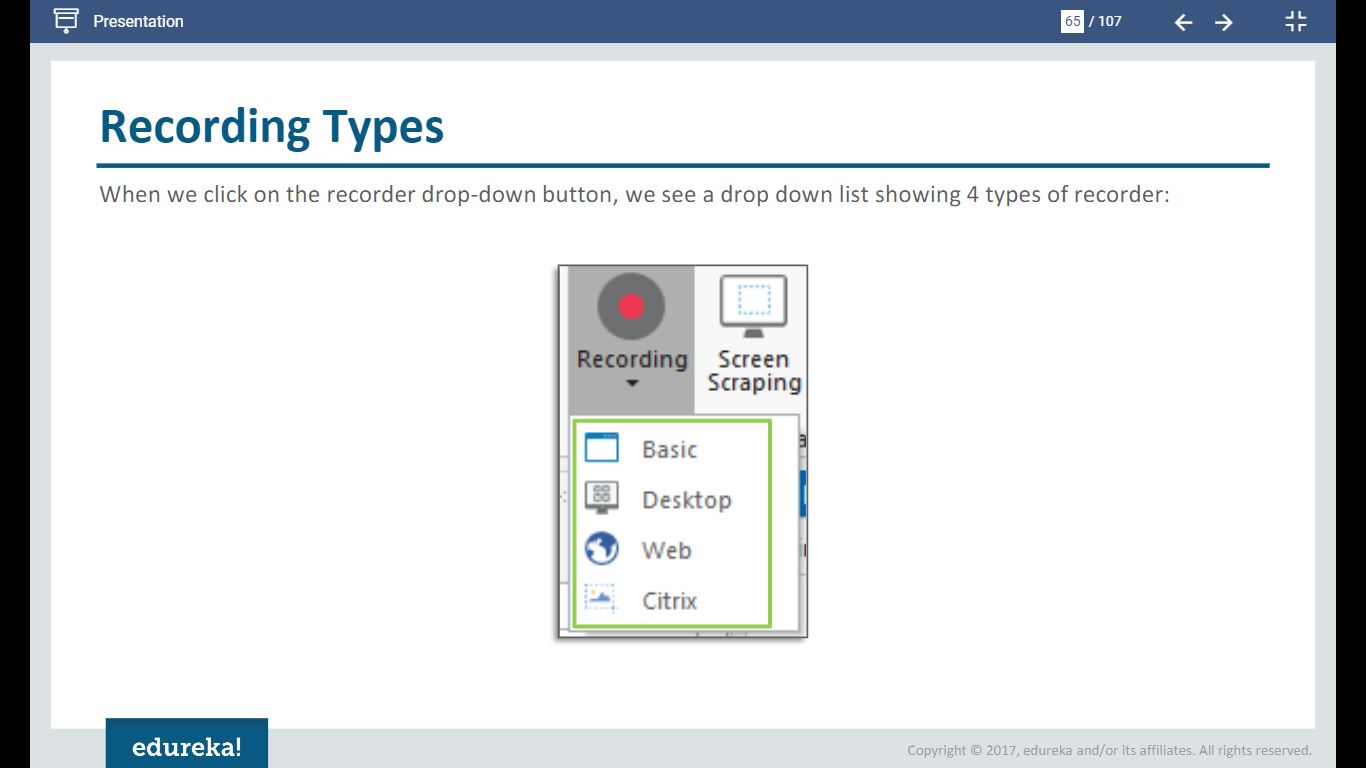 Presentation
65 / 107
Recording Types
When we click on the recorder drop-down button, we see a drop down list showing 4 types of recorder:
Recording
Screen
Scraping
Basic
Desktop
Web
Citrix
edureka!
Copyright © 2017, edureka and/or its affiliates. All rights reserved.